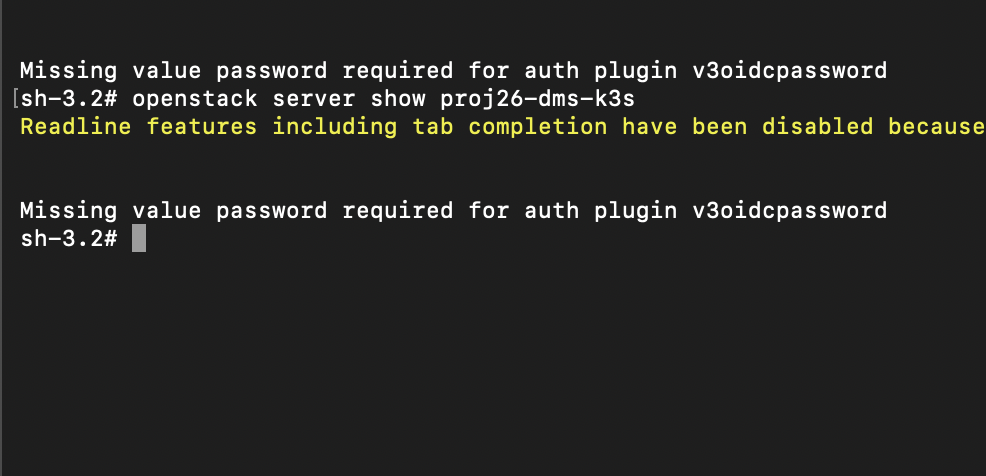 Missing value password required for auth plugin v3oidcpassword
[sh-3.2# openstack server show proj26-dms-k3s
Readline features including tab completion have been disabled because
Missing value password required for auth plugin v3oidcpassword
sh-3.2#